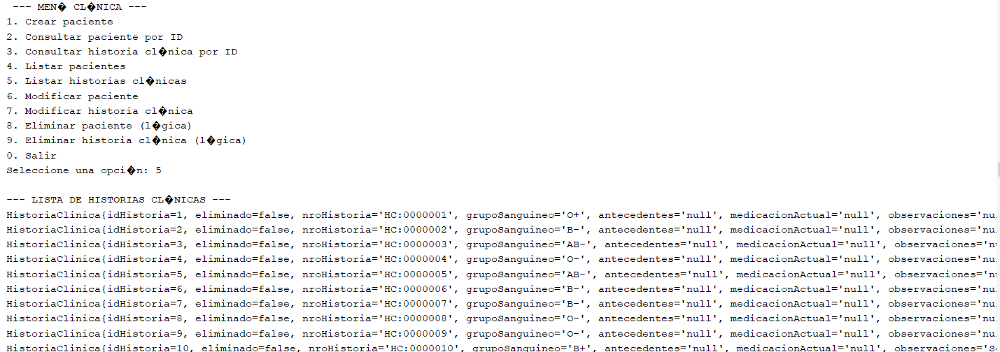 --- MEN� CL�NICA ---
1. Crear paciente
2. Consultar paciente por ID
3. Consultar historia cl�nica por ID
4. Listar pacientes
5. Listar historias cl�nicas
6. Modificar paciente
7. Modificar historia cl�nica
8. Eliminar paciente (l�gica)
9. Eliminar historia cl�nica (l�gica)
0. Salir
Seleccione una opci�n: 5
--- LISTA DE HISTORIAS CL�NICAS ---
HistoriaClinica{idHistoria=1, eliminado=false, nroHistoria='HC:0000001', grupoSanguineo='O+', antecedentes='null', medicacionActual='null', observaciones='nu
HistoriaClinica{idHistoria=2, eliminado=false, nroHistoria='HC:0000002', grupoSanguineo='B-', antecedentes='null', medicacionActual='null', observaciones='nu
HistoriaClinica{idHistoria=3, eliminado=false, nroHistoria='HC:0000003', grupoSanguineo='AB-', antecedentes='null', medicacionActual='null', observaciones='nu
HistoriaClinica{idHistoria=4, eliminado=false, nroHistoria='HC:0000004', grupoSanguineo='O-', antecedentes='null', medicacionActual='null', observaciones='nu
HistoriaClinica{idHistoria=5, eliminado=false, nroHistoria='HC:0000005', grupoSanguineo='AB-', antecedentes='null', medicacionActual='null', observaciones='nu
HistoriaClinica{idHistoria=6, eliminado=false, nroHistoria='HC:0000006', grupoSanguineo='B-', antecedentes='null', medicacionActual='null', observaciones='nu
HistoriaClinica{idHistoria=7, eliminado=false, nroHistoria='HC:0000007', grupoSanguineo='B-', antecedentes='null', medicacionActual='null', observaciones='nu
HistoriaClinica{idHistoria=8, eliminado=false, nroHistoria='HC:0000008', grupoSanguineo='O-', antecedentes='null', medicacionActual='null', observaciones='nu
HistoriaClinica{idHistoria=9, eliminado=false, nroHistoria='HC:0000009', grupoSanguineo='O-', antecedentes='null', medicacionActual='null', observaciones='nu
HistoriaClinica{idHistoria=10, eliminado=false, nroHistoria='HC:0000010', grupoSanguineo='B+', antecedentes='null', medicacionActual='null', observaciones='Se